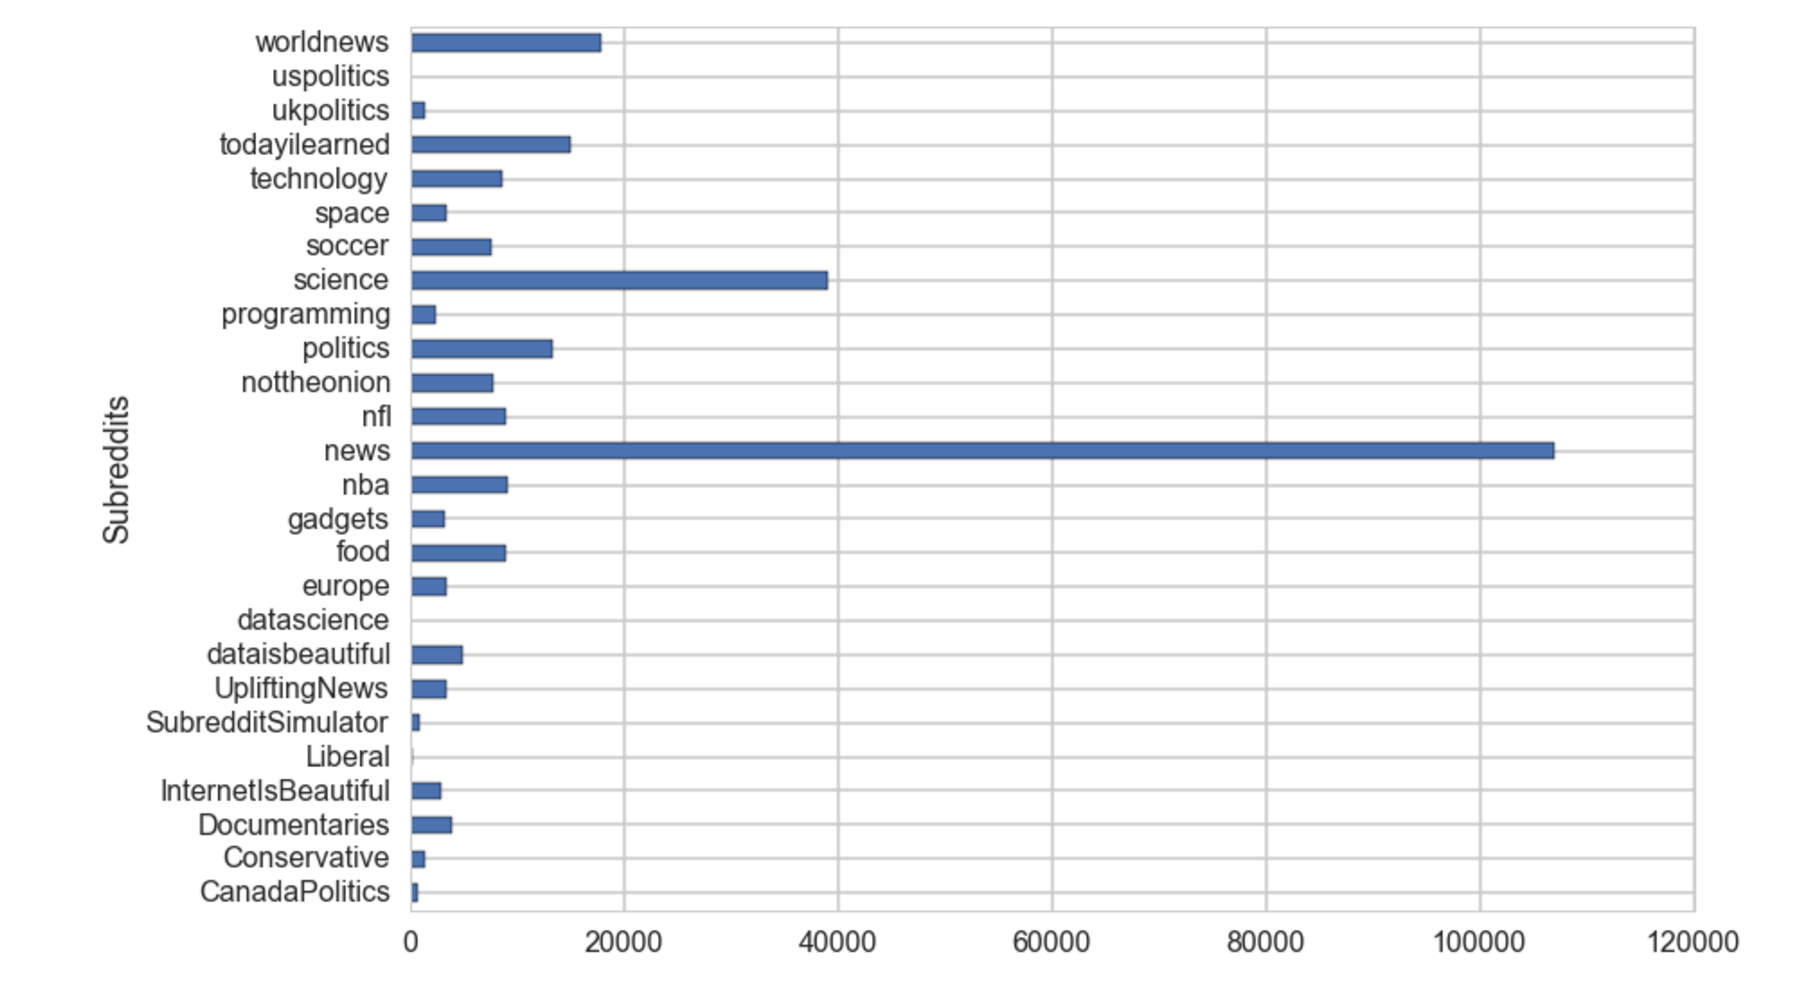 worldnews
uspolitics
ukpolitics
todayilearned
technology
space
soccer
science
programming
politics
nottheonion
nfl
news
nba
gadgets
food
europe
datascience
dataisbeautiful
UpliftingNews
SubredditSimulator
Liberal
InternetIsBeautiful
Documentaries
Conservative
CanadaPolitics
Subreddits
0 20000 40000 60000 80000 100000 120000